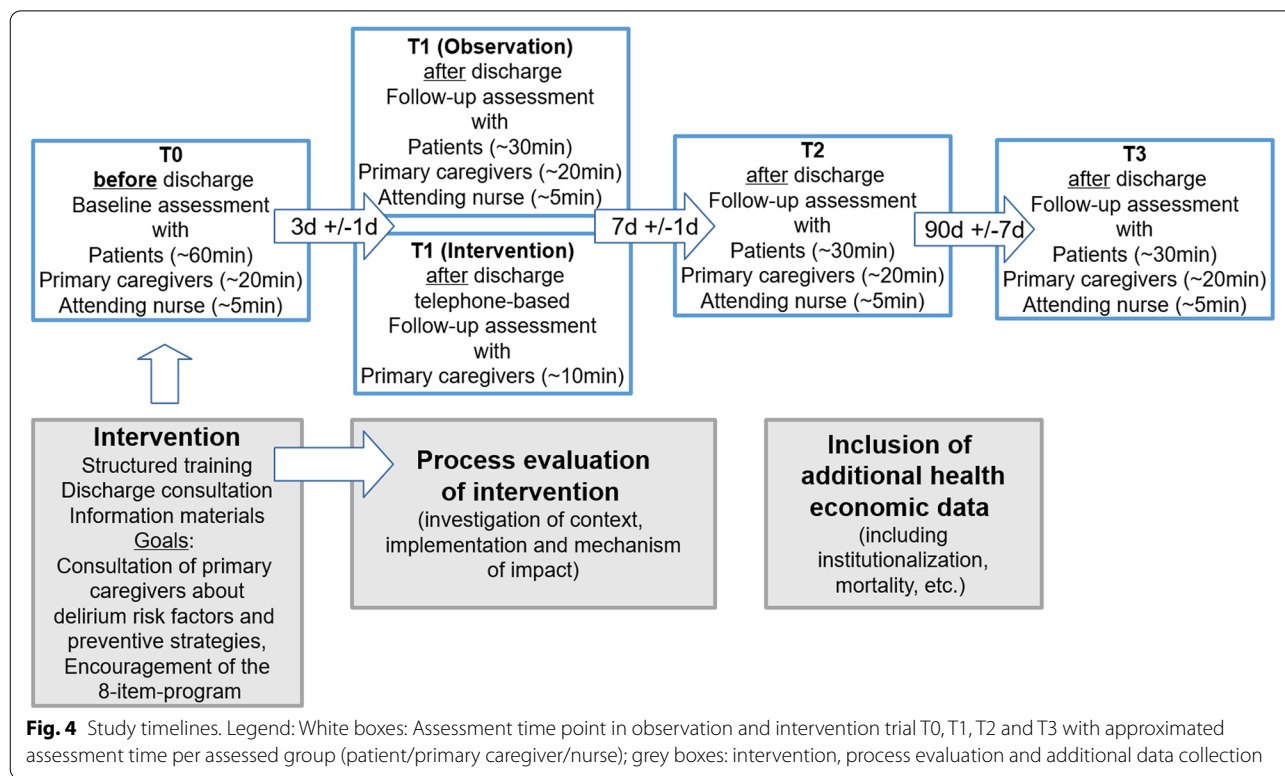 T0
before discharge
Baseline assessment
with
Patients (~60min)
Primary caregivers (~20min)
Attending nurse (~5min)
3d +/-1d
T1 (Observation)
after discharge
Follow-up assessment
with
Patients (~30min)
Primary caregivers (~20min)
Attending nurse (~5min)
T1 (Intervention)
after discharge
telephone-based
Follow-up assessment
with
Primary caregivers (~10min)
7d +/-1d
T2
after discharge
Follow-up assessment
with
Patients (~30min)
Primary caregivers (~20min)
Attending nurse (~5min)
90d +/-7d
T3
after discharge
Follow-up assessment
with
Patients (~30min)
Primary caregivers (~20min)
Attending nurse (~5min)
Intervention
Structured training
Discharge consultation
Information materials
Goals:
Consultation of primary
caregivers about
delirium risk factors and
preventive strategies,
Encouragement of the
8-item-program
Process evaluation
of intervention
(investigation of context,
implementation and mechanism
of impact)
Inclusion of
additional health
economic data
(including
institutionalization,
mortality, etc.)
Fig. 4 Study timelines. Legend: White boxes: Assessment time point in observation and intervention trial T0, T1, T2 and T3 with approximated
assessment time per assessed group (patient/primary caregiver/nurse); grey boxes: intervention, process evaluation and additional data collection